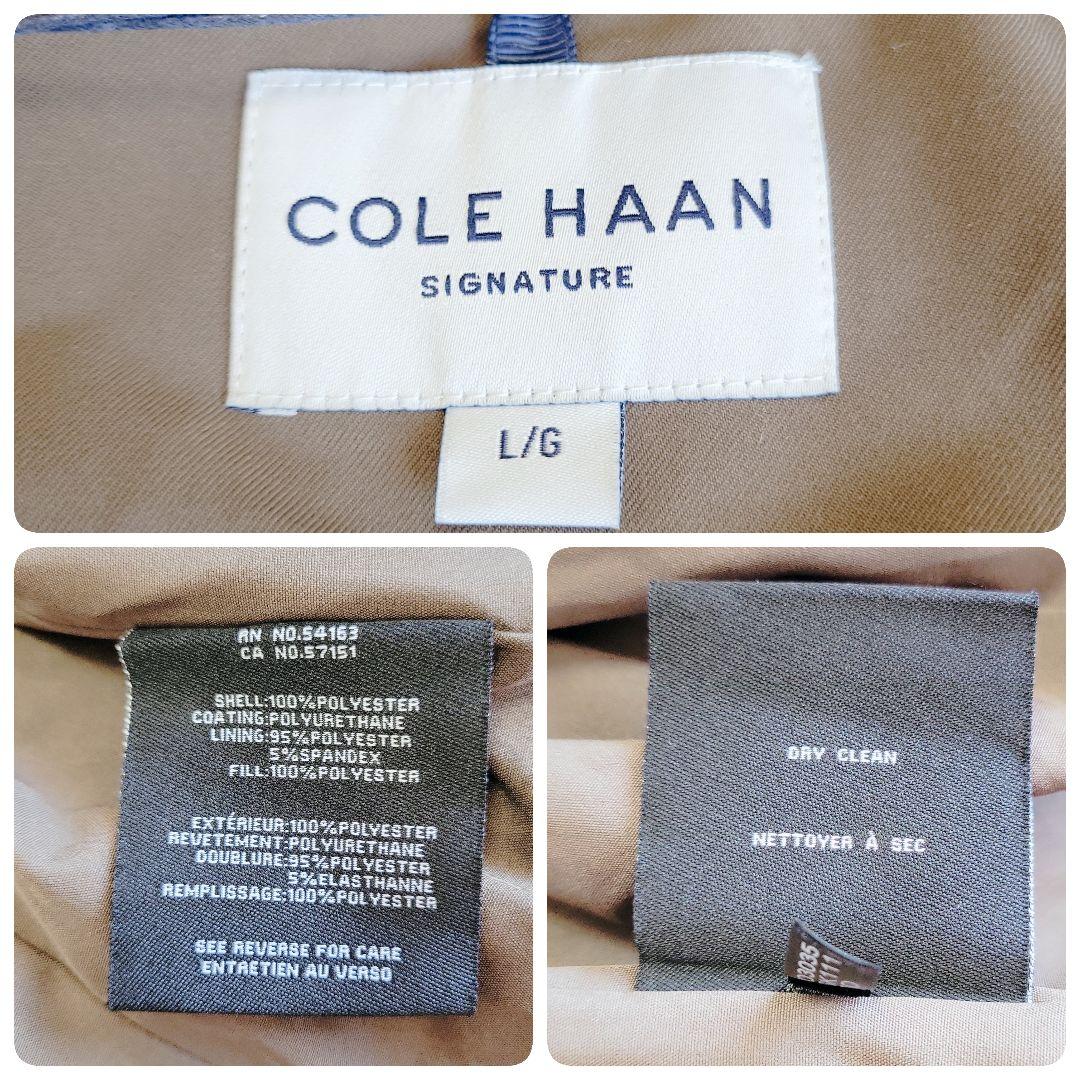 COLE HAAN
SIGNATURE
L/G
RN NO.54163
CA NO.57151
SHELL:100%POLYESTER
COATING:POLYURETHANE
LINING:95%POLYESTER
5%SPANDEX
FILL:100%POLYESTER
EXTÉRIEUR:100%POLYESTER
REVETEMENT:POLYURETHANE
DOUBLURE:95%POLYESTER
5%ELASTHANNE
REMPLISSAGE:100%POLYESTER
SEE REVERSE FOR CARE
ENTRETIEN AU VERSO
DRY CLEAN
NETTOYER À SEC